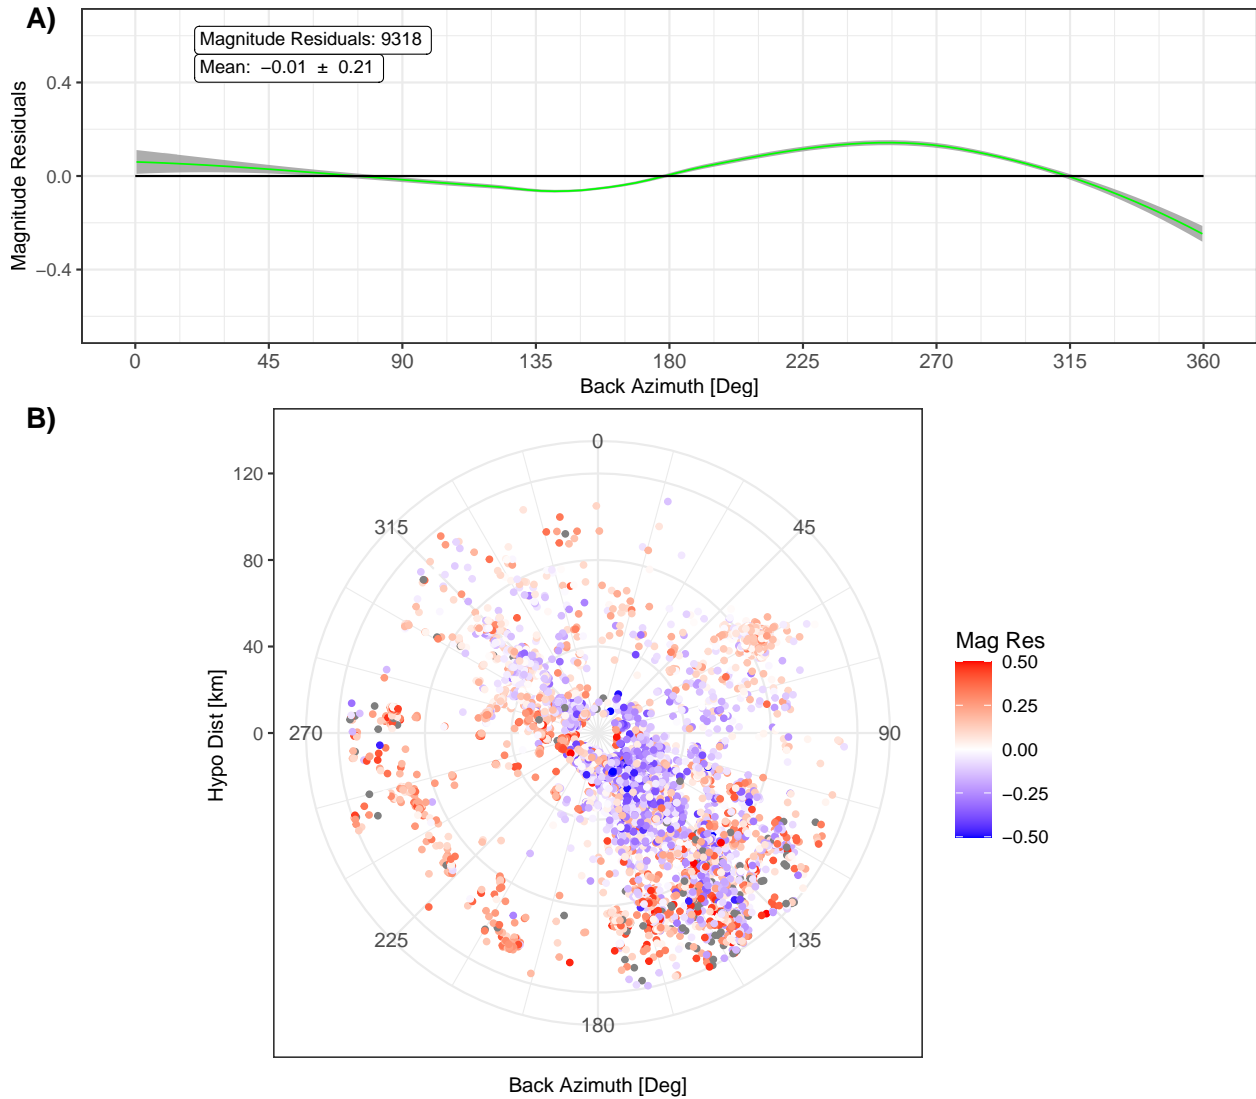 A)
Magnitude Residuals: 9318
Mean: −0.01 ± 0.21
Magnitude Residuals
0.4
0.0
−0.4
0 45 90 135 180 225 270 315 360
Back Azimuth [Deg]
B)
Hypo Dist [km]
120
80
40
0
0
45
90
135
180
225
270
315
Back Azimuth [Deg]
Mag Res
0.50
0.25
0.00
−0.25
−0.50